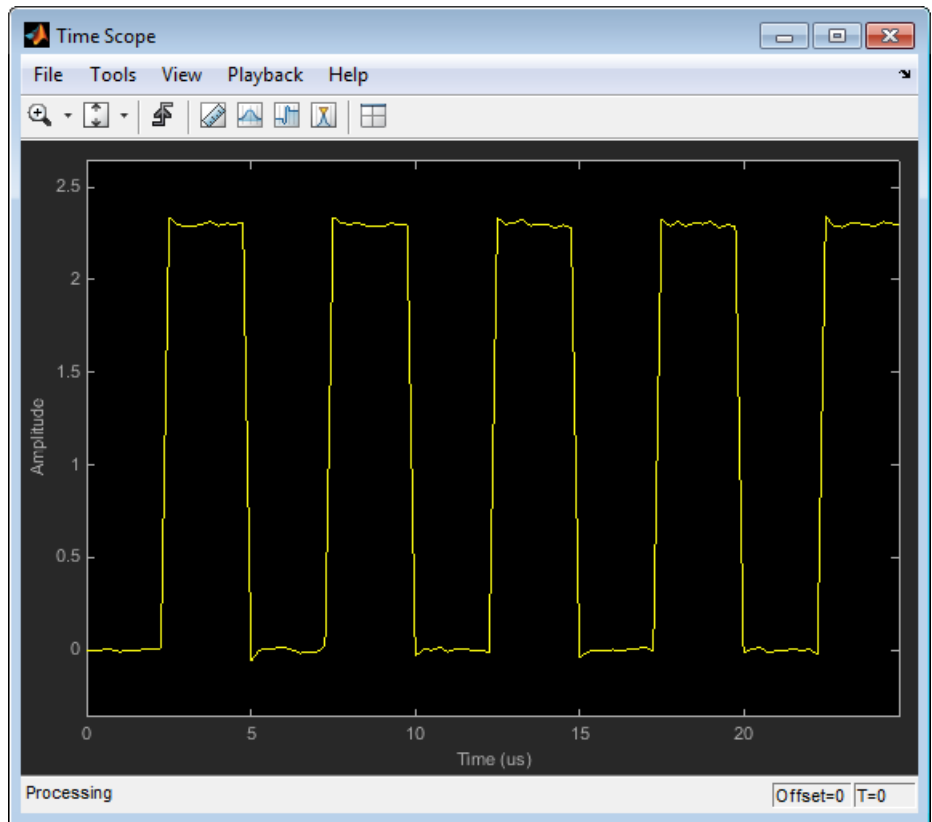 Time Scope
File Tools View Playback Help
2.5
2
1.5
1
0.5
0
Amplitude
0 5 10 15 20
Time (us)
Processing
Offset=0 T=0